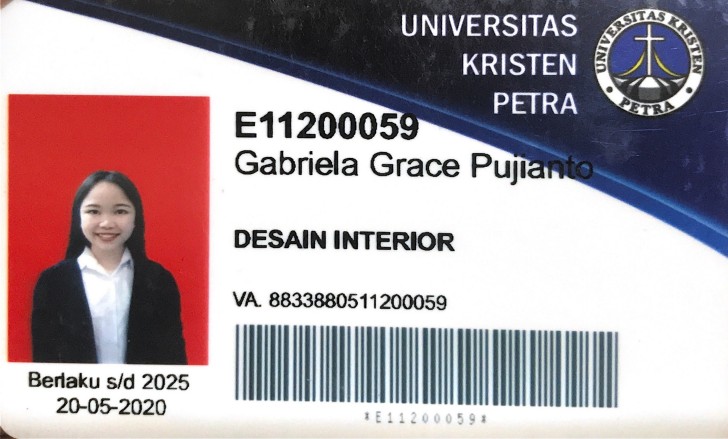 UNIVERSITAS
KRISTEN
PETRA
UNIVERSITAS KRISTEN
• PETRA •
E11200059
Gabriela Grace Pujianto
DESAIN INTERIOR
VA. 8833880511200059
*E11200059*
Berlaku s/d 2025
20-05-2020